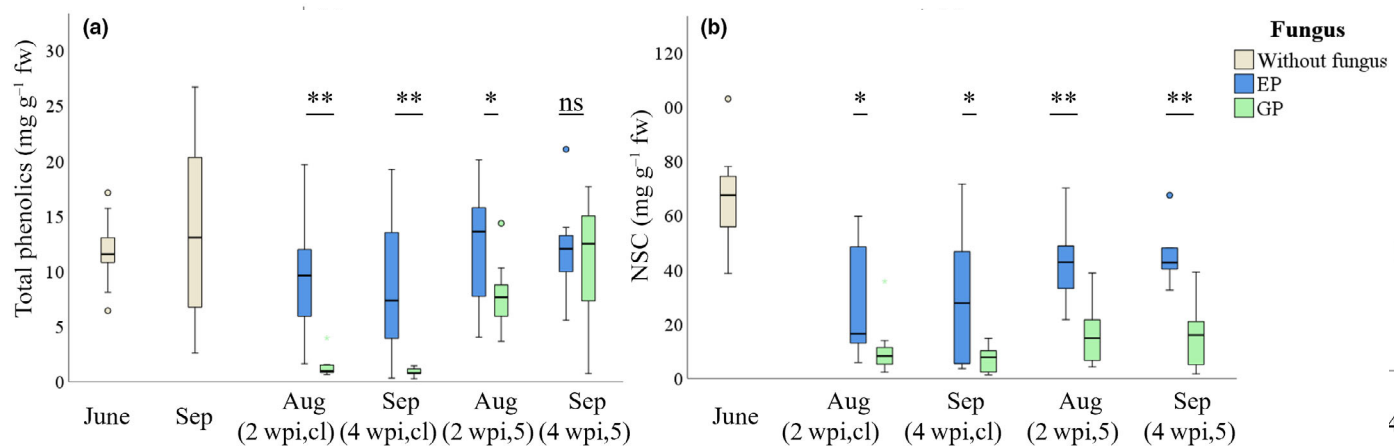 (a)
Total phenolics (mg g⁻¹ fw)
30
25
20
15
10
5
0
** ** * ns
June Sep Aug Sep Aug Sep
(2 wpi,cl) (4 wpi,cl) (2 wpi,5) (4 wpi,5)
(b)
NSC (mg g⁻¹ fw)
120
00
80
60
40
20
0
* * ** **
June Aug Sep Aug Sep
(2 wpi,cl) (4 wpi,cl) (2 wpi,5) (4 wpi,5)
Fungus
Without fungus
EP
GP